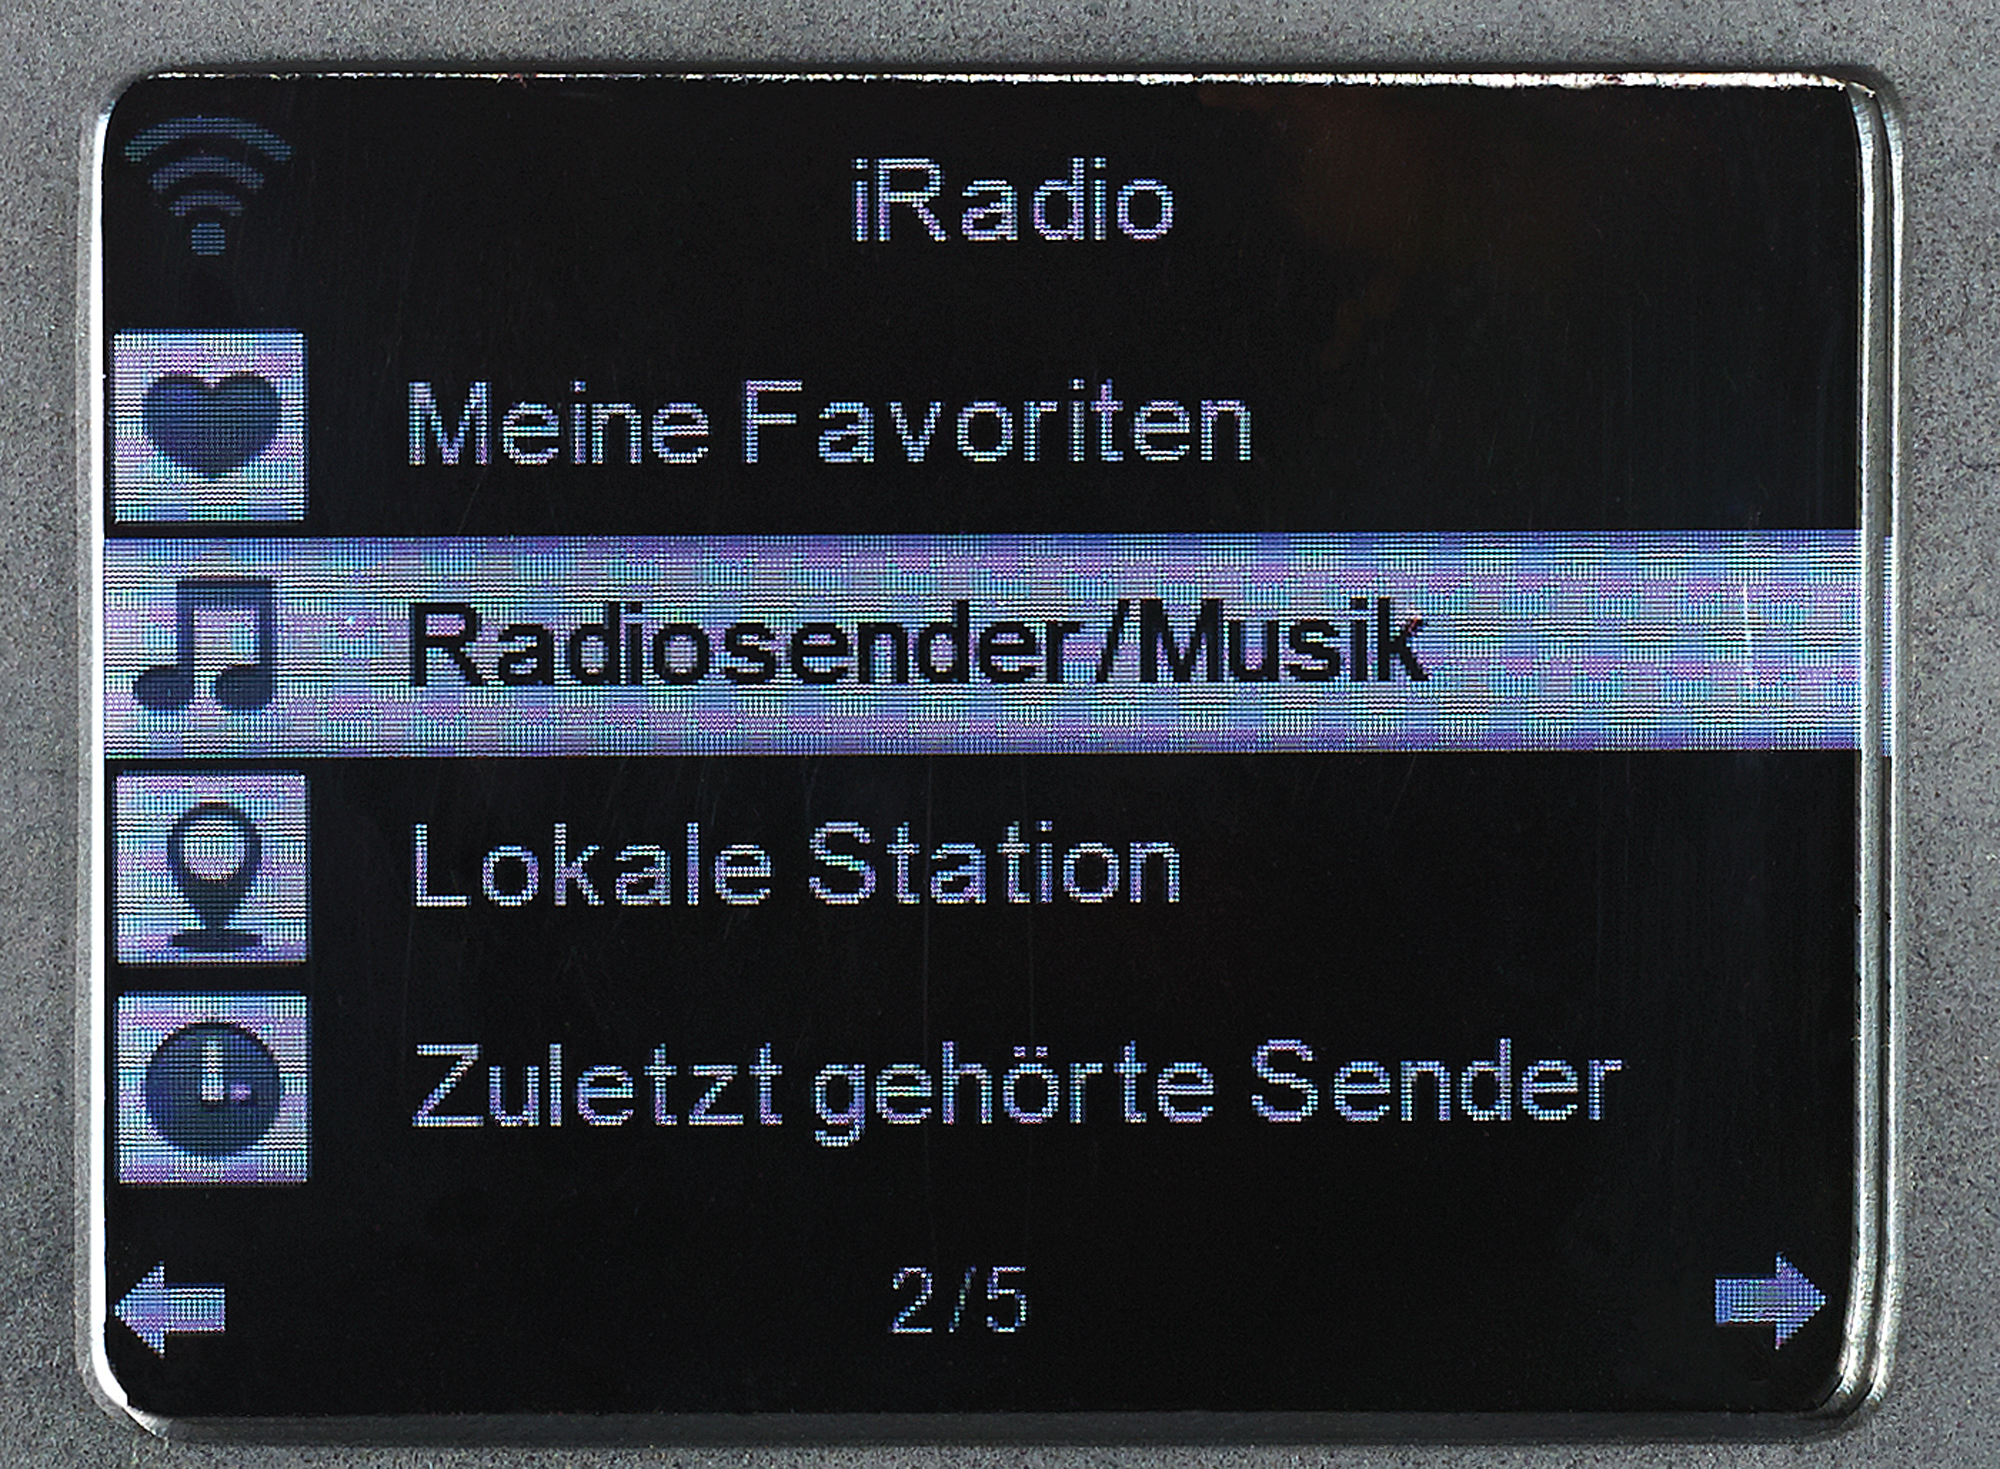 iRadio
Meine Favoriten
Radiosender/Musik
Lokale Station
Zuletzt gehörte Sender
2/5